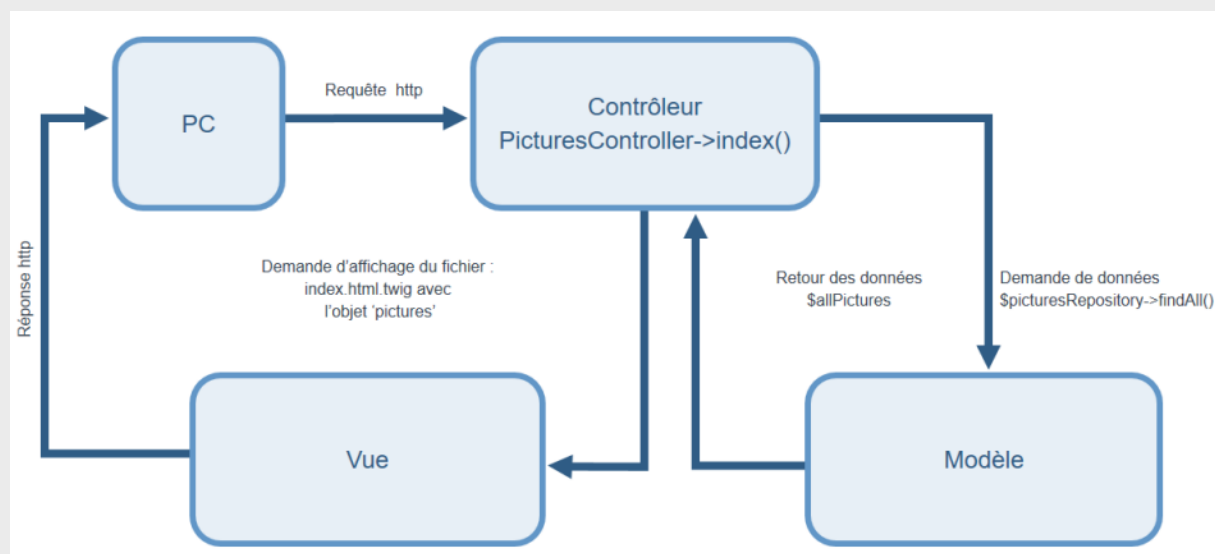 PC
Requête http
Contrôleur
PicturesController->index()
Réponse http
Demande d'affichage du fichier :
index.html.twig avec
l'objet 'pictures'
Retour des données
$allPictures
Demande de données
$picturesRepository->findAll()
Vue
Modèle